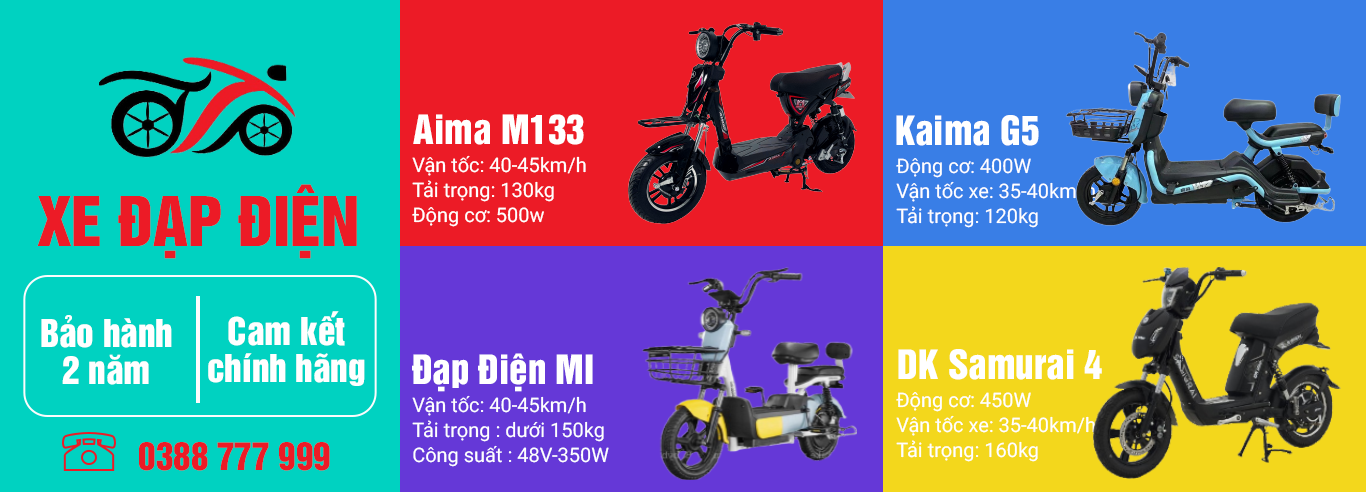 XE ĐẠP ĐIỆN
Bảo hành
2 năm
Cam kết
chính hãng
0388 777 999
Aima M133
Vận tốc: 40-45km/h
Tải trọng: 130kg
Động cơ: 500w
Kaima G5
Động cơ: 400W
Vận tốc xe: 35-40km
Tải trọng: 120kg
Đạp Điện MI
Vận tốc: 40-45km/h
Tải trọng : dưới 150kg
Công suất : 48V-350W
DK Samurai 4
Động cơ: 450W
Vận tốc xe: 35-40km/h
Tải trọng: 160kg